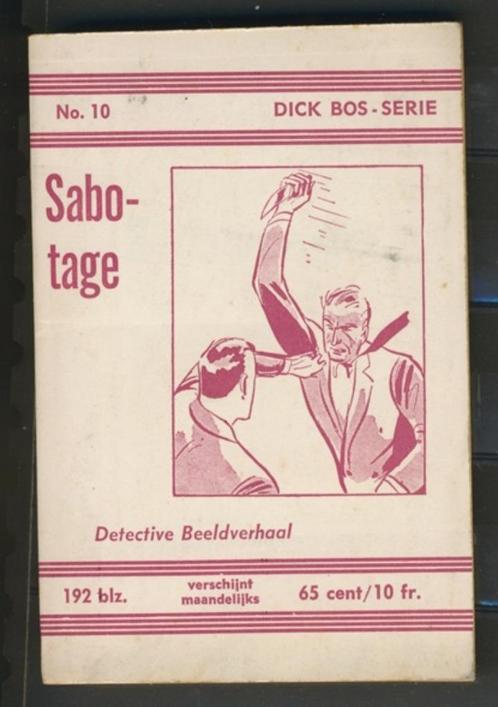 No. 10 DICK BOS - SERIE
Sabo-
tage
Detective Beeldverhaal
192 blz. verschijnt maandelijks 65 cent/10 fr.